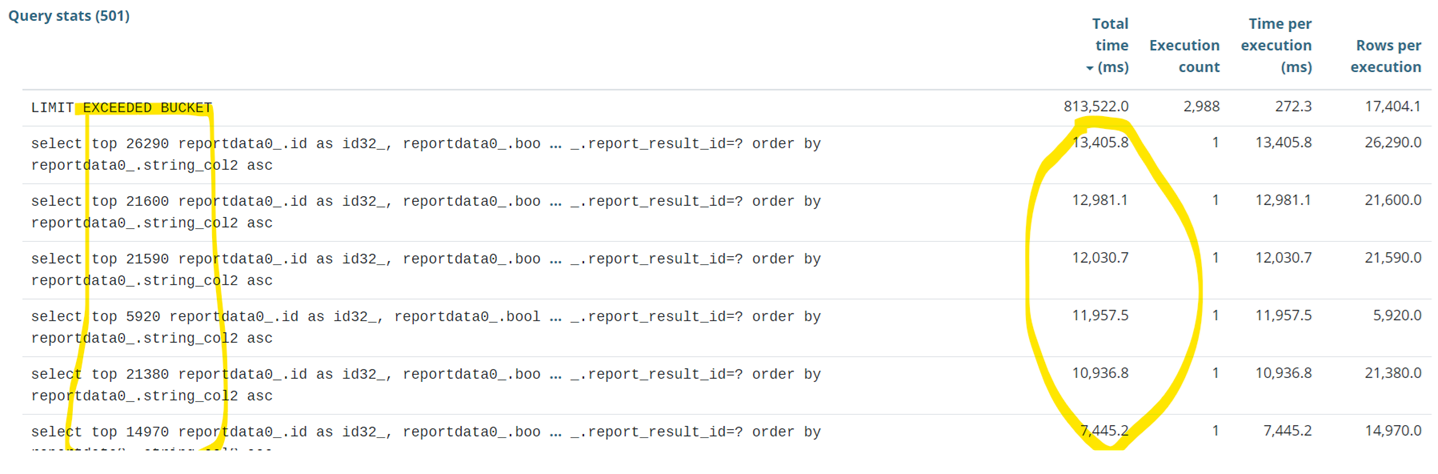 Query stats (501)
Total time (ms)
Execution count
Time per execution (ms)
Rows per execution
LIMIT EXCEEDED BUCKET 813,522.0 2,988 272.3 17,404.1
select top 26290 reportdata0_.id as id32_, reportdata0_.boo ... _.report_result_id=? order by 13,405.8 1 13,405.8 26,290.0
reportdata0_.string_col2 asc
select top 21600 reportdata0_.id as id32_, reportdata0_.boo ... _.report_result_id=? order by 12,981.1 1 12,981.1 21,600.0
reportdata0_.string_col2 asc
select top 21590 reportdata0_.id as id32_, reportdata0_.boo ... _.report_result_id=? order by 12,030.7 1 12,030.7 21,590.0
reportdata0_.string_col2 asc
select top 5920 reportdata0_.id as id32_, reportdata0_.bool ... _.report_result_id=? order by 11,957.5 1 11,957.5 5,920.0
reportdata0_.string_col2 asc
select top 21380 reportdata0_.id as id32_, reportdata0_.boo ... _.report_result_id=? order by 10,936.8 1 10,936.8 21,380.0
reportdata0_.string_col2 asc
select top 14970 reportdata0_.id as id32_, reportdata0_.boo ... _.report_result_id=? order by 7,445.2 1 7,445.2 14,970.0